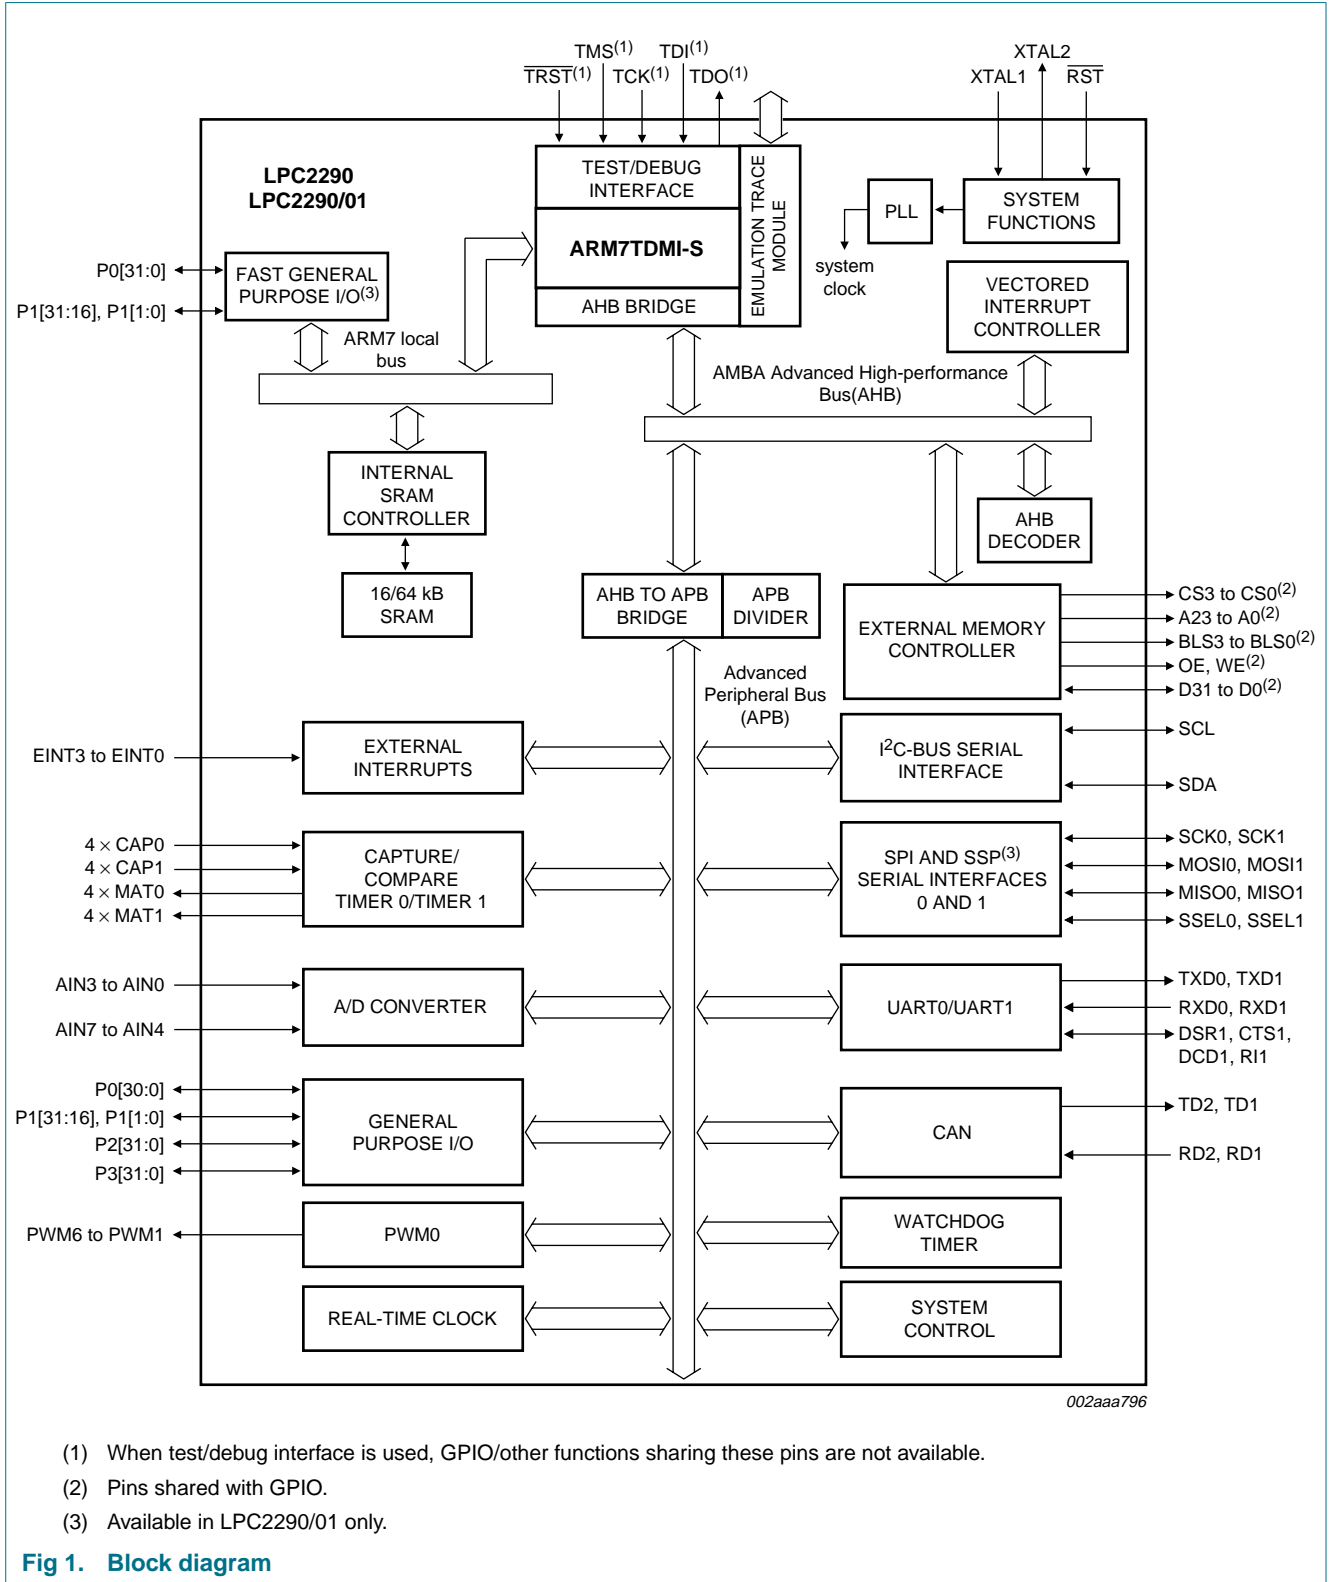 TMS(1)
TDI(1)
TRST(1)
TCK(1)
TDO(1)
XTAL2
XTAL1
RST
LPC2290
LPC2290/01
TEST/DEBUG
INTERFACE
ARM7TDMI-S
AHB BRIDGE
EMULATION TRACE
MODULE
PLL
SYSTEM
FUNCTIONS
system
clock
P0[31:0]
P1[31:16], P1[1:0]
FAST GENERAL
PURPOSE I/O(3)
VECTORED
INTERRUPT
CONTROLLER
ARM7 local
bus
AMBA Advanced High-performance
Bus(AHB)
INTERNAL
SRAM
CONTROLLER
AHB
DECODER
16/64 kB
SRAM
AHB TO APB
BRIDGE
APB
DIVIDER
EXTERNAL MEMORY
CONTROLLER
CS3 to CS0(2)
A23 to A0(2)
BLS3 to BLS0(2)
OE, WE(2)
D31 to D0(2)
Advanced
Peripheral Bus
(APB)
EINT3 to EINT0
EXTERNAL
INTERRUPTS
I2C-BUS SERIAL
INTERFACE
SCL
SDA
4 × CAP0
4 × CAP1
4 × MAT0
4 × MAT1
CAPTURE/
COMPARE
TIMER 0/TIMER 1
SPI AND SSP(3)
SERIAL INTERFACES
0 AND 1
SCK0, SCK1
MOSI0, MOSI1
MISO0, MISO1
SSEL0, SSEL1
AIN3 to AIN0
AIN7 to AIN4
A/D CONVERTER
UART0/UART1
TXD0, TXD1
RXD0, RXD1
DSR1, CTS1,
DCD1, RI1
P0[30:0]
P1[31:16], P1[1:0]
P2[31:0]
P3[31:0]
GENERAL
PURPOSE I/O
CAN
TD2, TD1
RD2, RD1
PWM6 to PWM1
PWM0
WATCHDOG
TIMER
REAL-TIME CLOCK
SYSTEM
CONTROL
002aaa796
(1) When test/debug interface is used, GPIO/other functions sharing these pins are not available.
(2) Pins shared with GPIO.
(3) Available in LPC2290/01 only.
Fig 1. Block diagram